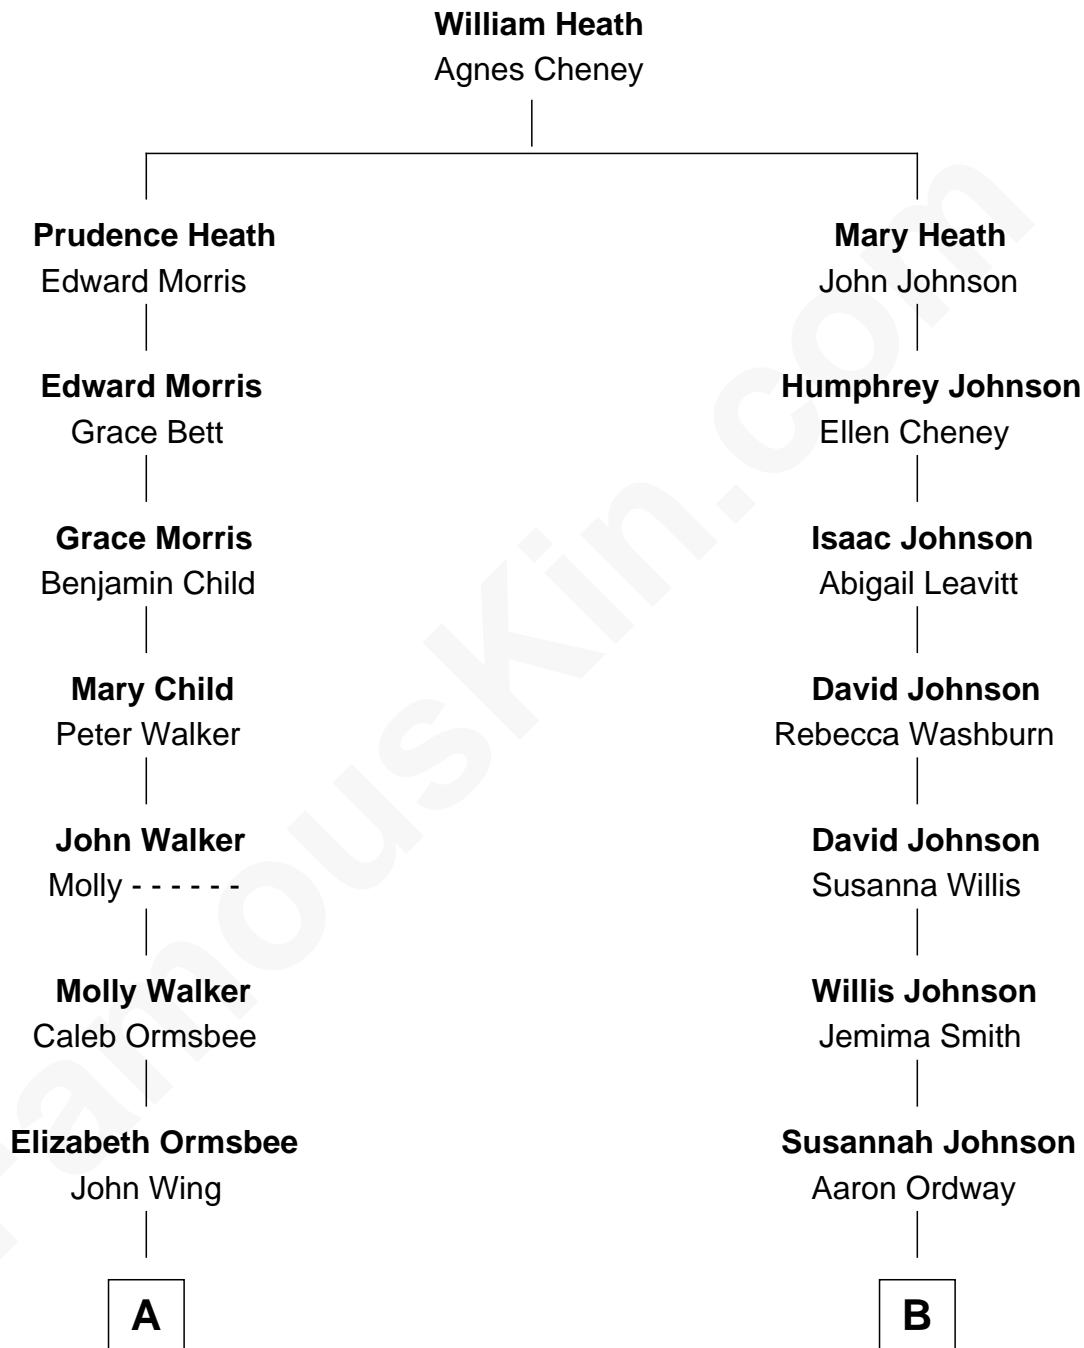 William Heath
Agnes Cheney
Prudence Heath
Edward Morris
Mary Heath
John Johnson
Edward Morris
Grace Bett
Humphrey Johnson
Ellen Cheney
Grace Morris
Benjamin Child
Isaac Johnson
Abigail Leavitt
Mary Child
Peter Walker
David Johnson
Rebecca Washburn
John Walker
Molly - - - - - -
David Johnson
Susanna Willis
Molly Walker
Caleb Ormsbee
Willis Johnson
Jemima Smith
Elizabeth Ormsbee
John Wing
Susannah Johnson
Aaron Ordway
A
B
FamousKin.com